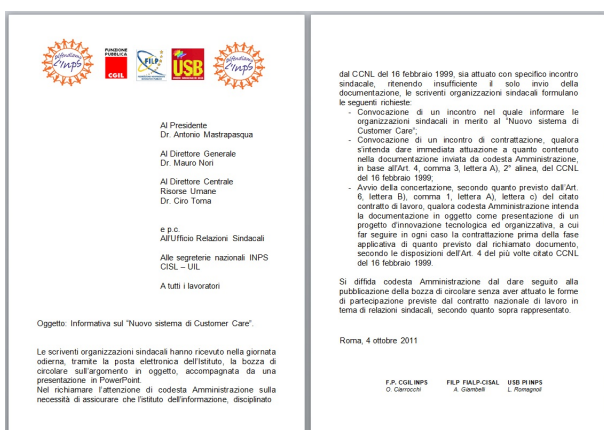 difendiamo
L'inps
FUNZIONE
PUBBLICA
CGIL
FILP
USB
difendiamo
L'inps
Al Presidente
Dr. Antonio Mastrapasqua
Al Direttore Generale
Dr. Mauro Nori
Al Direttore Centrale
Risorse Umane
Dr. Ciro Toma
e p.c.
All'Ufficio Relazioni Sindacali
Alle segreterie nazionali INPS
CISL – UIL
A tutti i lavoratori
Oggetto: Informativa sul "Nuovo sistema di Customer Care".
Le scriventi organizzazioni sindacali hanno ricevuto nella giornata
odierna, tramite la posta elettronica dell'Istituto, la bozza di
circolare sull'argomento in oggetto, accompagnata da una
presentazione in PowerPoint.
Nel richiamare l'attenzione di codesta Amministrazione sulla
necessità di assicurare che l'istituto dell'informazione, disciplinato
dal CCNL del 16 febbraio 1999, sia attuato con specifico incontro
sindacale, ritenendo insufficiente il solo invio della
documentazione, le scriventi organizzazioni sindacali formulano
le seguenti richieste:
- Convocazione di un incontro nel quale informare le
organizzazioni sindacali in merito al "Nuovo sistema di
Customer Care";
- Convocazione di un incontro di contrattazione, qualora
s'intenda dare immediata attuazione a quanto contenuto
nella documentazione inviata da codesta Amministrazione,
in base all'Art. 4, comma 3, lettera A), 2° alinea, del CCNL
del 16 febbraio 1999;
- Avvio della concertazione, secondo quanto previsto dall'Art.
6, lettera B), comma 1, lettera A), lettera c) del citato
contratto di lavoro, qualora codesta Amministrazione intenda
la documentazione in oggetto come presentazione di un
progetto d'innovazione tecnologica ed organizzativa, a cui
far seguire in ogni caso la contrattazione prima della fase
applicativa di quanto previsto dal richiamato documento,
secondo le disposizioni dell'Art. 4 del più volte citato CCNL
del 16 febbraio 1999.
Si diffida codesta Amministrazione dal dare seguito alla
pubblicazione della bozza di circolare senza aver attuato le forme
di partecipazione previste dal contratto nazionale di lavoro in
tema di relazioni sindacali, secondo quanto sopra rappresentato.
Roma, 4 ottobre 2011
F.P. CGIL INPS FILP FIALP-CISAL USB PI INPS
O. Ciarrocchi A. Giambelli L. Romagnoli